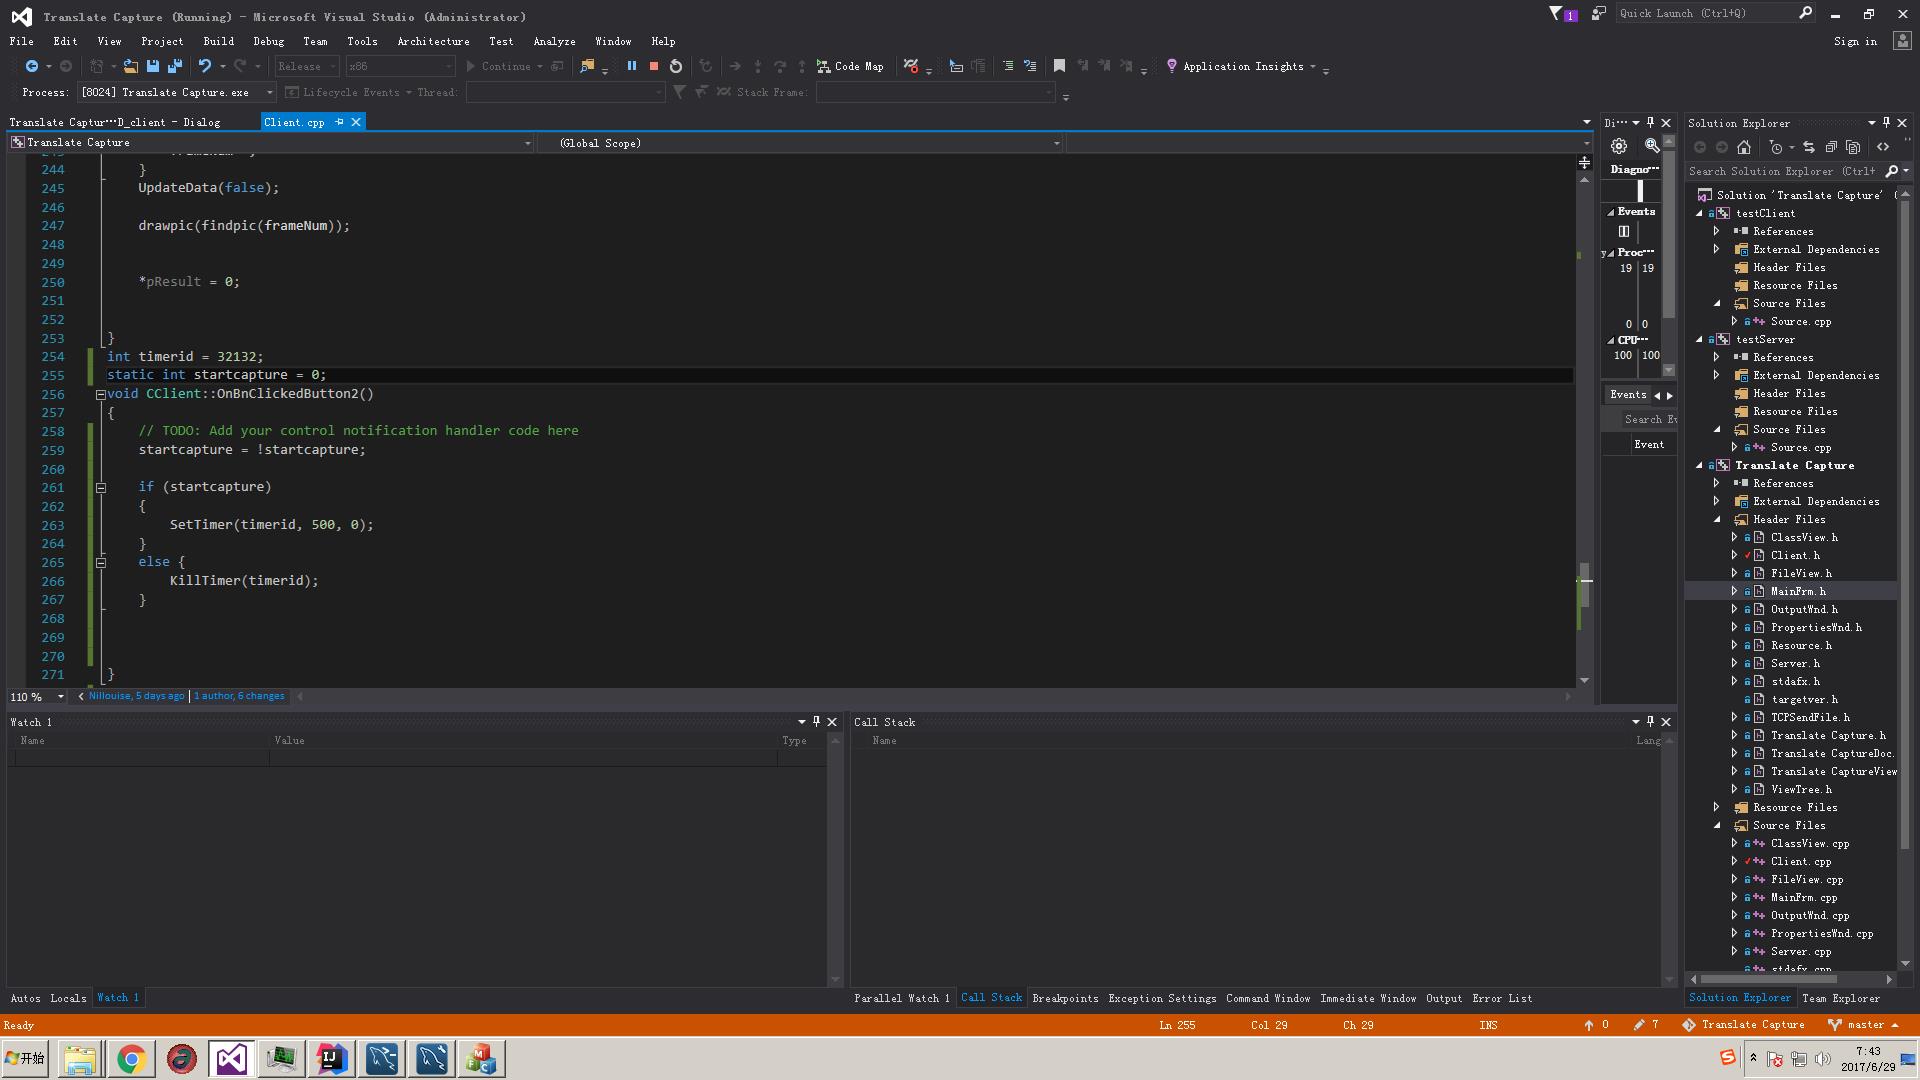 Translate Capture (Running) - Microsoft Visual Studio (Administrator)
1
Quick Launch (Ctrl+Q)
File Edit View Project Build Debug Team Tools Architecture Test Analyze Window Help
Sign in
Release x86 Continue Code Map Application Insights
Process: [8024] Translate Capture.exe Lifecycle Events Thread: Stack Frame:
Translate Captur…D_client - Dialog Client.cpp
Translate Capture (Global Scope)
244 }
245 UpdateData(false);
246
247 drawpic(findpic(frameNum));
248
249
250 *pResult = 0;
251
252
253 }
254 int timerid = 32132;
255 static int startcapture = 0;
256 void CClient::OnBnClickedButton2()
257 {
258 // TODO: Add your control notification handler code here
259 startcapture = !startcapture;
260
261 if (startcapture)
262 {
263 SetTimer(timerid, 500, 0);
264 }
265 else {
266 KillTimer(timerid);
267 }
268
269
270
271 }
110 % Nillouise, 5 days ago | 1 author, 6 changes
Di…
Diagno…
Events
Proc…
19 19
0 0
CPU…
100 100
Events
Search Ev
Event
Solution Explorer
Search Solution Explorer (Ctrl+
Solution 'Translate Capture' (
testClient
References
External Dependencies
Header Files
Resource Files
Source Files
Source.cpp
testServer
References
External Dependencies
Header Files
Resource Files
Source Files
Source.cpp
Translate Capture
References
External Dependencies
Header Files
ClassView.h
Client.h
FileView.h
MainFrm.h
OutputWnd.h
PropertiesWnd.h
Resource.h
Server.h
stdafx.h
targetver.h
TCPSendFile.h
Translate Capture.h
Translate CaptureDoc.
Translate CaptureView
ViewTree.h
Resource Files
Source Files
ClassView.cpp
Client.cpp
FileView.cpp
MainFrm.cpp
OutputWnd.cpp
PropertiesWnd.cpp
Server.cpp
stdafx.cpp
Solution Explorer Team Explorer
Watch 1
Name Value Type
Autos Locals Watch 1
Call Stack
Name Lang
Parallel Watch 1 Call Stack Breakpoints Exception Settings Command Window Immediate Window Output Error List
Ready Ln 255 Col 29 Ch 29 INS 0 7 Translate Capture master
开始
7:43
2017/6/29